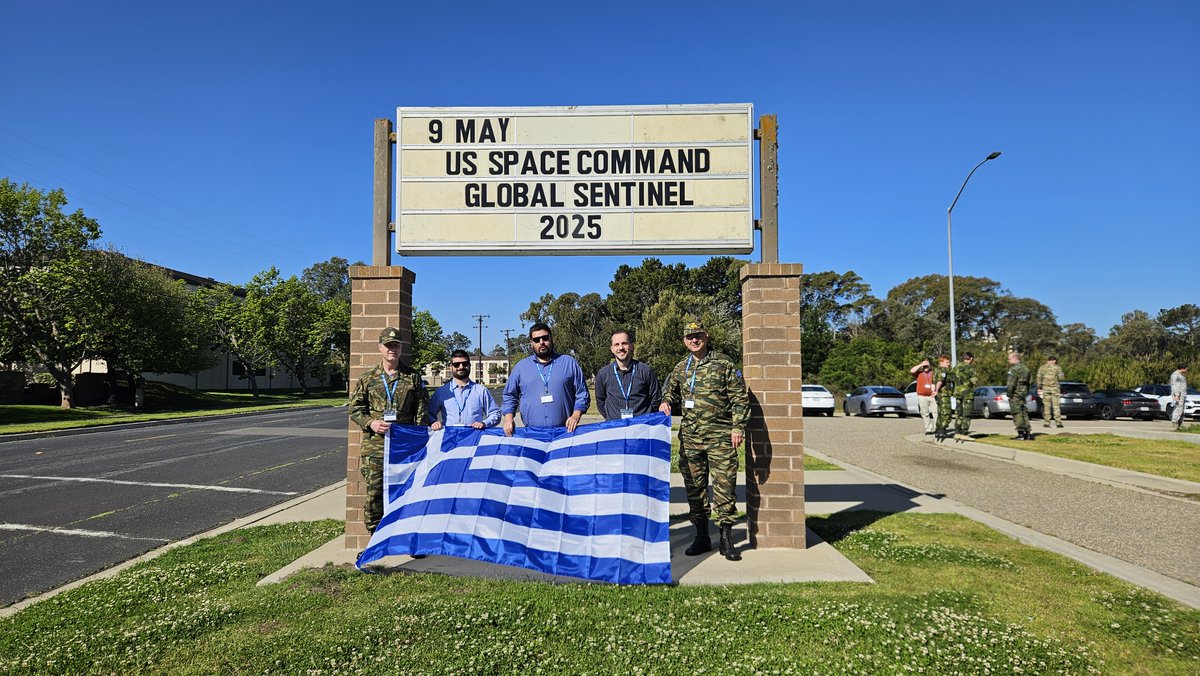 9 MAY
US SPACE COMMAND
GLOBAL SENTINEL
2025